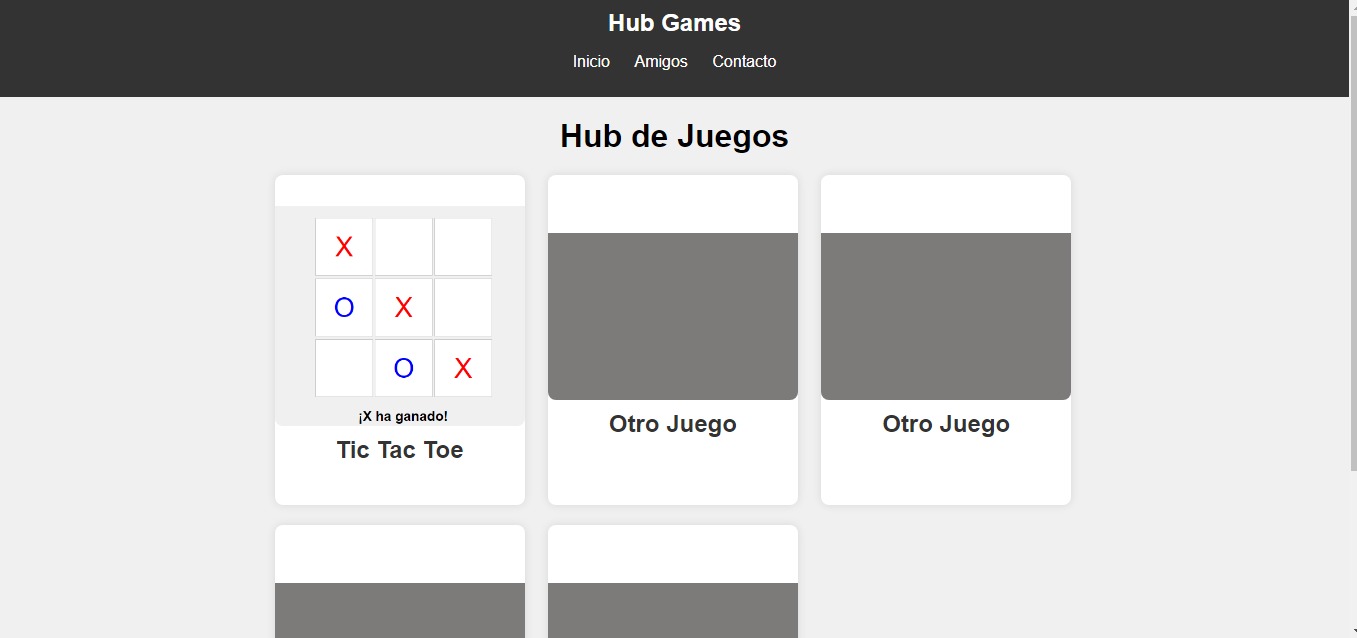 Hub Games
Inicio Amigos Contacto
Hub de Juegos
X
O X
O X
¡X ha ganado!
Tic Tac Toe
Otro Juego
Otro Juego